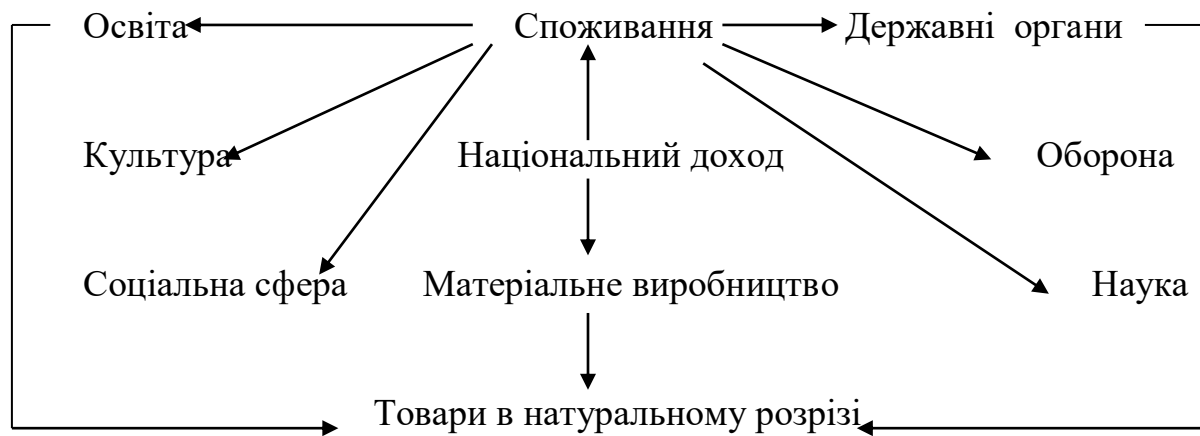 Освіта Споживання Державні органи
Культура Національний доход Оборона
Соціальна сфера Матеріальне виробництво Наука
Товари в натуральному розрізі